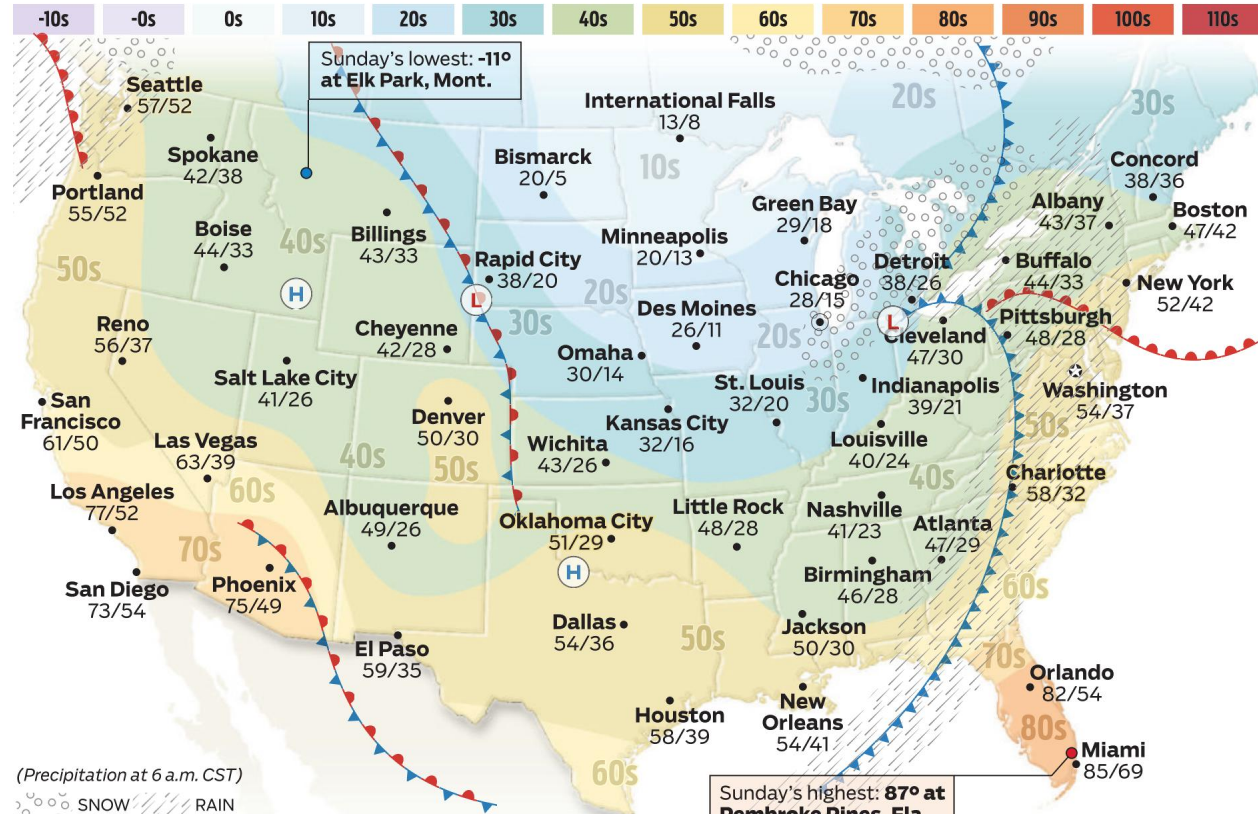 -10s -0s 0s 10s 20s 30s 40s 50s 60s 70s 80s 90s 100s 110s
Sunday's lowest: -11º
at Elk Park, Mont.
Seattle
57/52
Spokane
42/38
Portland
55/52
Boise
44/33
40s
Billings
43/33
50s
H
International Falls
13/8
10s
20s
30s
Bismarck
20/5
Green Bay
29/18
Minneapolis
20/13
Rapid City
38/20
L
20s
30s
Chicago
28/15
Detroit
38/26
Concord
38/36
Albany
43/37
Boston
47/42
Buffalo
44/33
New York
52/42
Des Moines
26/11
20s
L
Cleveland
47/30
Pittsburgh
48/28
Reno
56/37
Cheyenne
42/28
Omaha
30/14
Salt Lake City
41/26
St. Louis
32/20
30s
Indianapolis
39/21
Washington
54/37
San
Francisco
61/50
Denver
50/30
Kansas City
32/16
Las Vegas
63/39
40s
50s
Wichita
43/26
Louisville
40/24
50s
40s
60s
Los Angeles
77/52
Charlotte
58/32
Albuquerque
49/26
Oklahoma City
51/29
Little Rock
48/28
Nashville
41/23
Atlanta
47/29
70s
H
San Diego
73/54
Phoenix
75/49
Birmingham
46/28
60s
Dallas
54/36
50s
Jackson
50/30
El Paso
59/35
70s
Orlando
82/54
Houston
58/39
New
Orleans
54/41
80s
Miami
85/69
60s
(Precipitation at 6 a.m. CST)
SNOW RAIN
Sunday's highest: 87º at
Pembroke Pines, Fla.